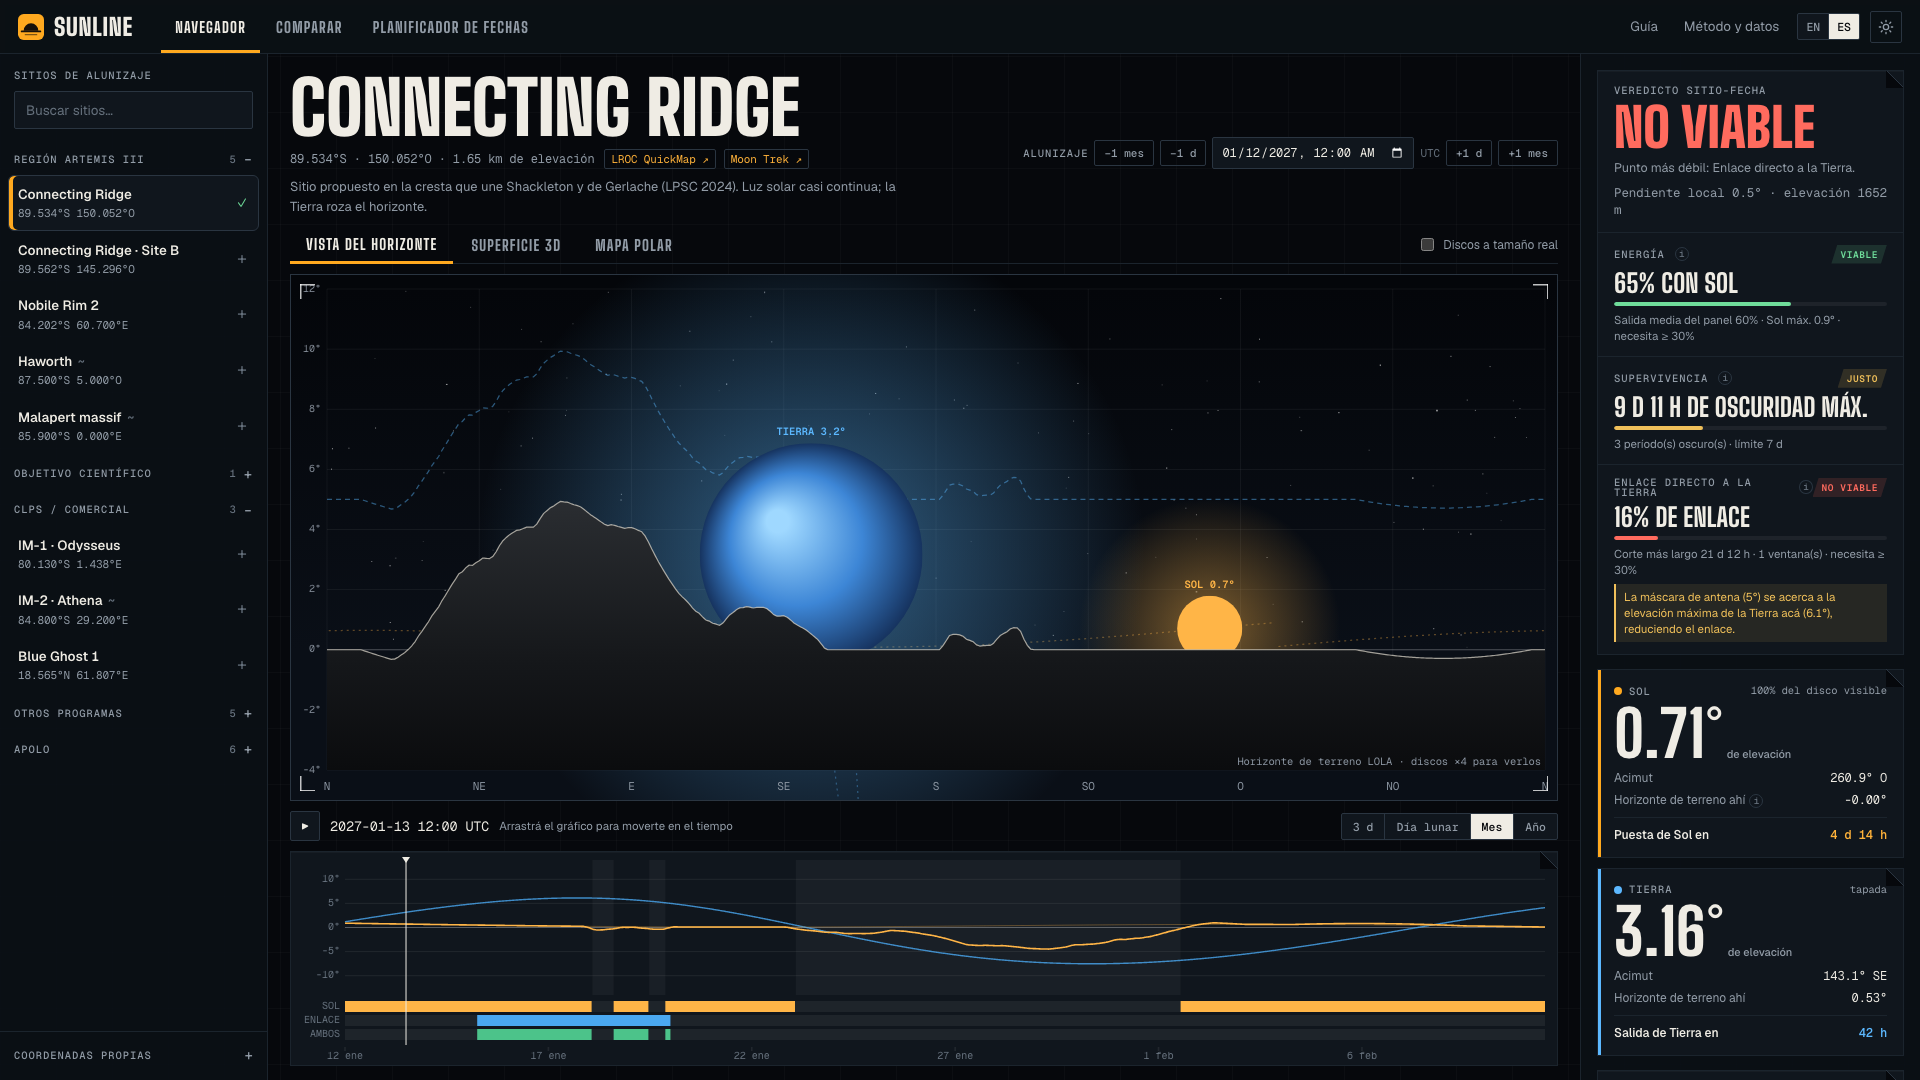 SUNLINE
NAVEGADOR
COMPARAR
PLANIFICADOR DE FECHAS
Guía
Método y datos
EN
ES
SITIOS DE ALUNIZAJE
Buscar sitios…
REGIÓN ARTEMIS III 5 −
Connecting Ridge
89.534°S 150.052°O
✓
Connecting Ridge · Site B
89.562°S 145.296°O
+
Nobile Rim 2
84.202°S 60.700°E
+
Haworth ~
87.500°S 5.000°O
+
Malapert massif ~
85.900°S 0.000°E
+
OBJETIVO CIENTÍFICO 1 +
CLPS / COMERCIAL 3 −
IM-1 · Odysseus
80.130°S 1.438°E
+
IM-2 · Athena ~
84.800°S 29.200°E
+
Blue Ghost 1
18.565°N 61.807°E
+
OTROS PROGRAMAS 5 +
APOLO 6 +
COORDENADAS PROPIAS +
CONNECTING RIDGE
89.534°S · 150.052°O · 1.65 km de elevación
LROC QuickMap ↗
Moon Trek ↗
Sitio propuesto en la cresta que une Shackleton y de Gerlache (LPSC 2024). Luz solar casi continua; la
Tierra roza el horizonte.
ALUNIZAJE
−1 mes
−1 d
01/12/2027, 12:00 AM
UTC
+1 d
+1 mes
VISTA DEL HORIZONTE
SUPERFICIE 3D
MAPA POLAR
Discos a tamaño real
12°
10°
8°
6°
4°
2°
0°
−2°
−4°
TIERRA 3.2°
SOL 0.7°
Horizonte de terreno LOLA · discos ×4 para verlos
N NE E SE S SO O NO N
2027-01-13 12:00 UTC
Arrastrá el gráfico para moverte en el tiempo
3 d
Día lunar
Mes
Año
10°
5°
0°
−5°
−10°
SOL
ENLACE
AMBOS
12 ene 17 ene 22 ene 27 ene 1 feb 6 feb
VEREDICTO SITIO-FECHA
NO VIABLE
Punto más débil: Enlace directo a la Tierra.
Pendiente local 0.5° · elevación 1652
m
ENERGÍA i
VIABLE
65% CON SOL
Salida media del panel 60% · Sol máx. 0.9° ·
necesita ≥ 30%
SUPERVIVENCIA i
JUSTO
9 D 11 H DE OSCURIDAD MÁX.
3 período(s) oscuro(s) · límite 7 d
ENLACE DIRECTO A LA
TIERRA
i
NO VIABLE
16% DE ENLACE
Corte más largo 21 d 12 h · 1 ventana(s) · necesita ≥
30%
La máscara de antena (5°) se acerca a la
elevación máxima de la Tierra acá (6.1°),
reduciendo el enlace.
SOL
100% del disco visible
0.71° de elevación
Acimut 260.9° O
Horizonte de terreno ahí i −0.00°
Puesta de Sol en 4 d 14 h
TIERRA
tapada
3.16° de elevación
Acimut 143.1° SE
Horizonte de terreno ahí 0.53°
Salida de Tierra en 42 h